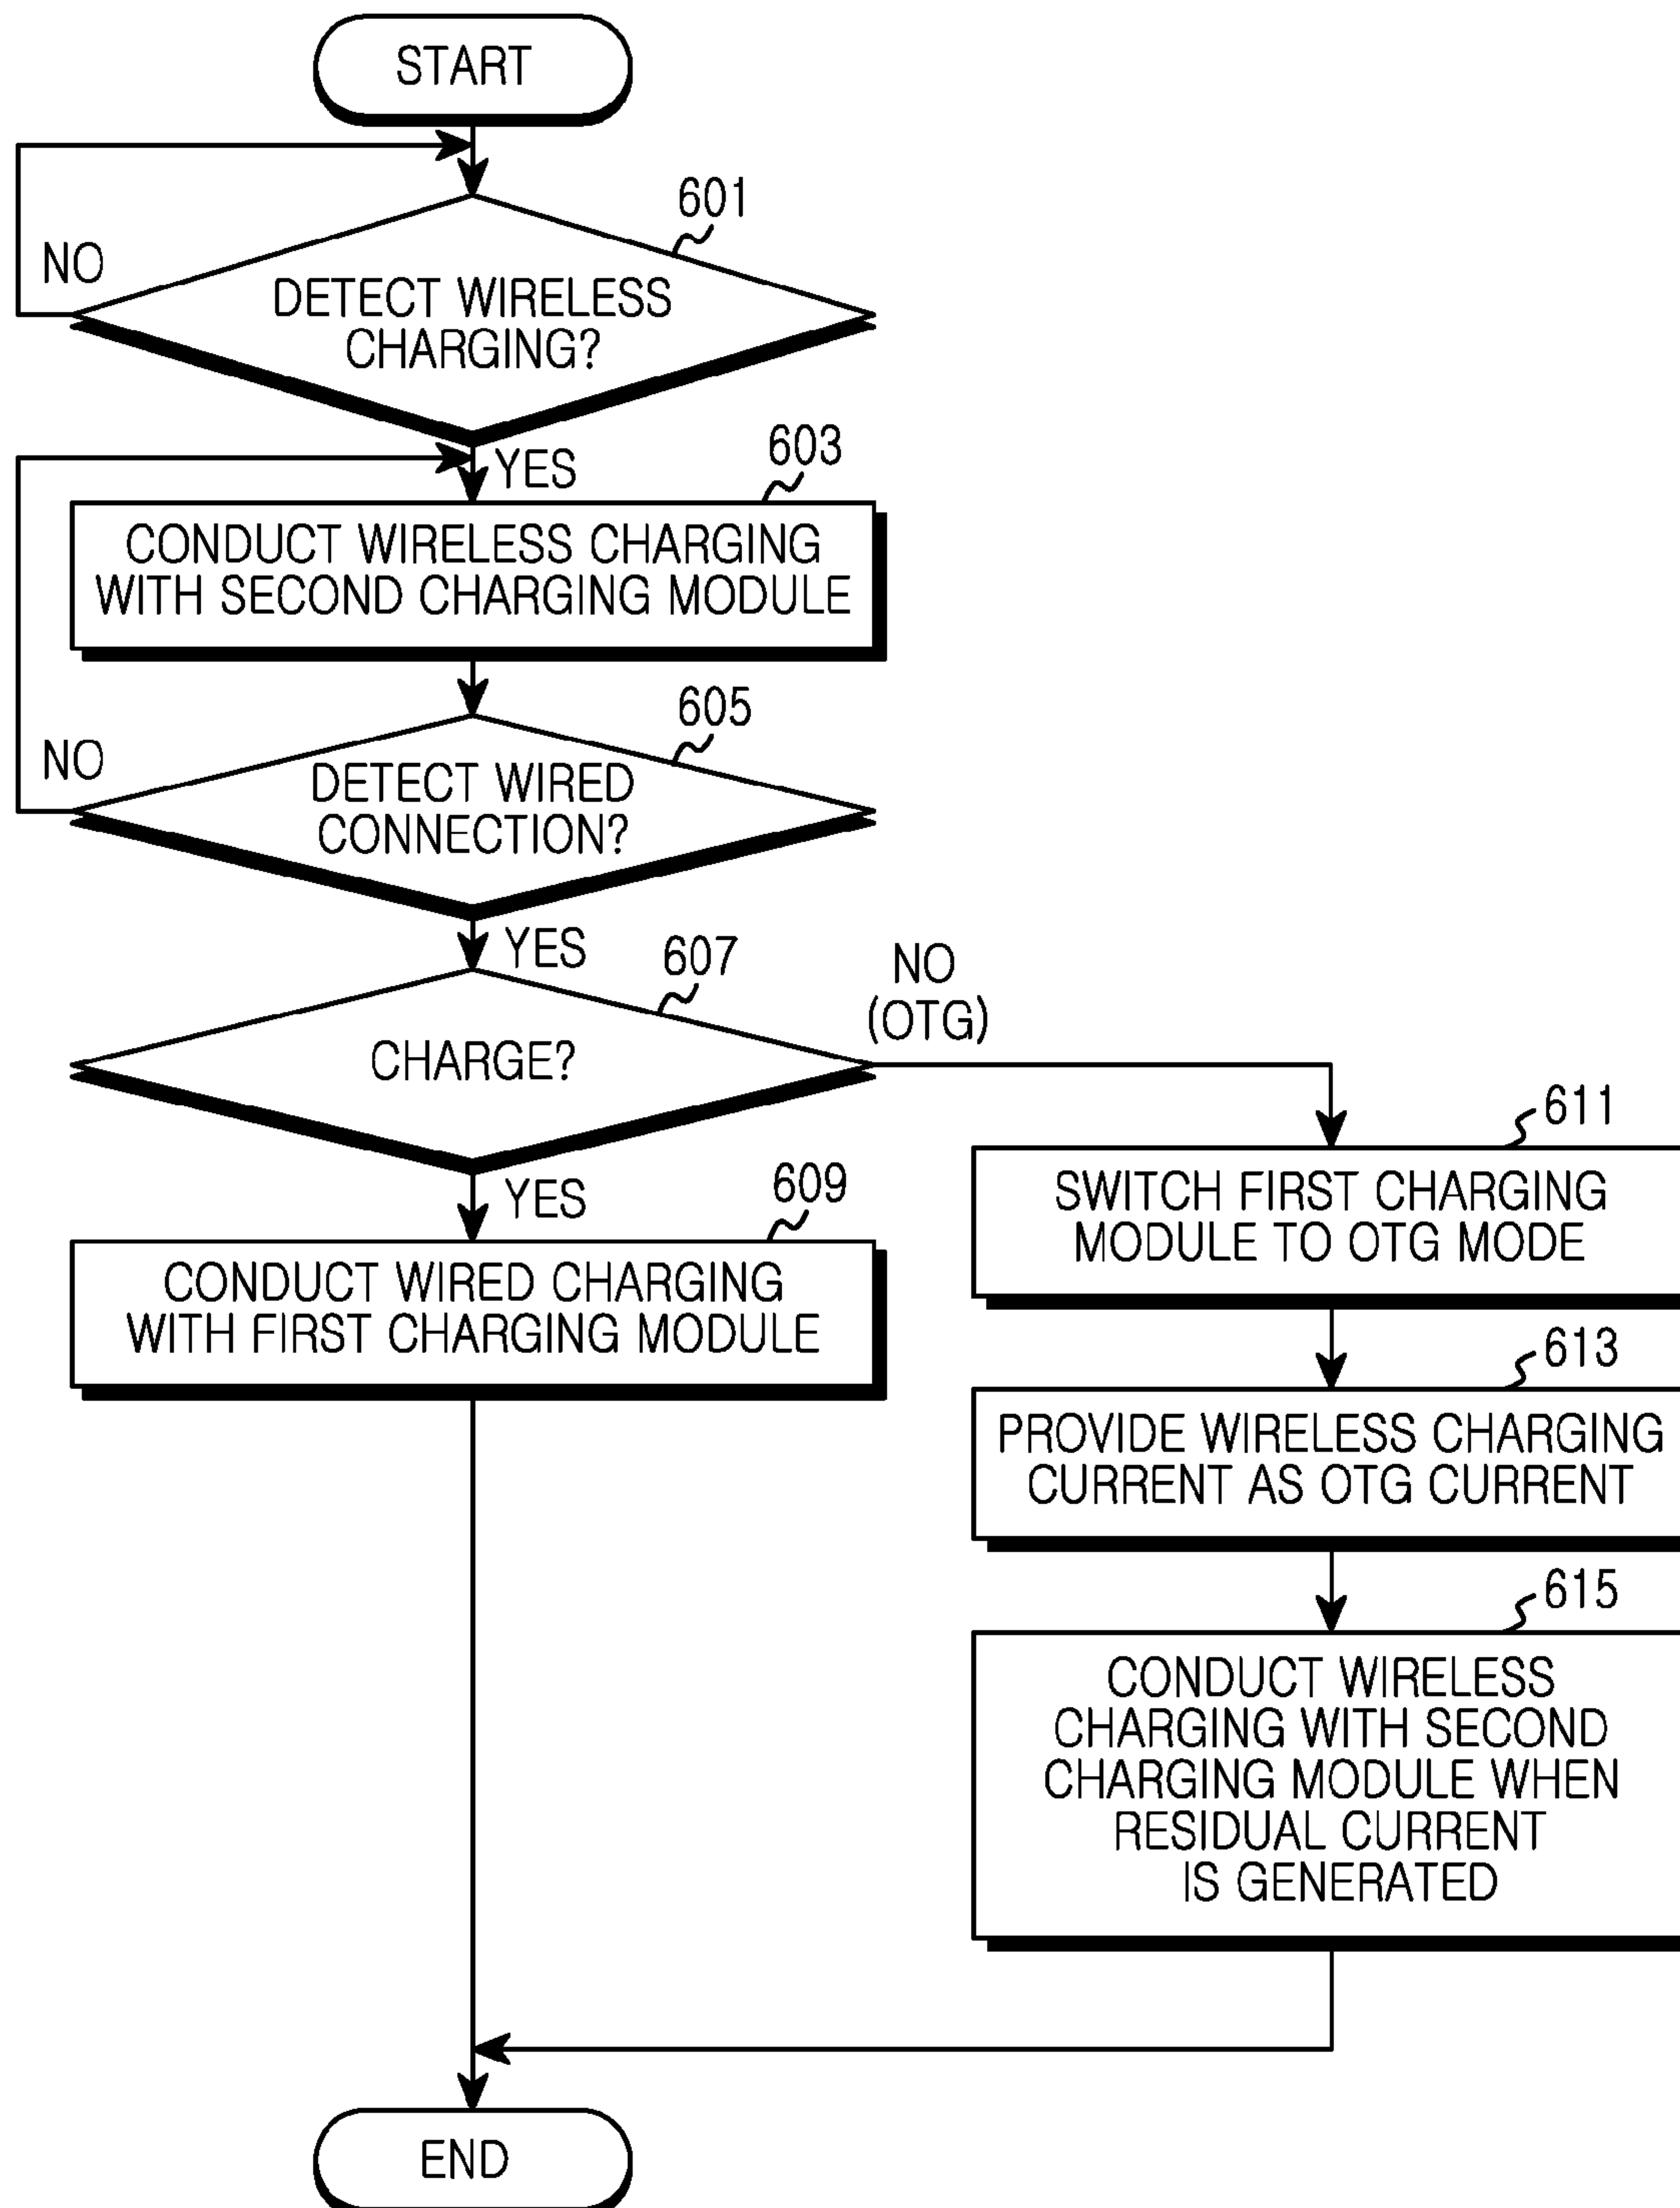 START
601
NO
DETECT WIRELESS
CHARGING?
603
YES
CONDUCT WIRELESS CHARGING
WITH SECOND CHARGING MODULE
605
NO
DETECT WIRED
CONNECTION?
YES
607
NO
(OTG)
CHARGE?
YES
609
CONDUCT WIRED CHARGING
WITH FIRST CHARGING MODULE
611
SWITCH FIRST CHARGING
MODULE TO OTG MODE
613
PROVIDE WIRELESS CHARGING
CURRENT AS OTG CURRENT
615
CONDUCT WIRELESS
CHARGING WITH SECOND
CHARGING MODULE WHEN
RESIDUAL CURRENT
IS GENERATED
END